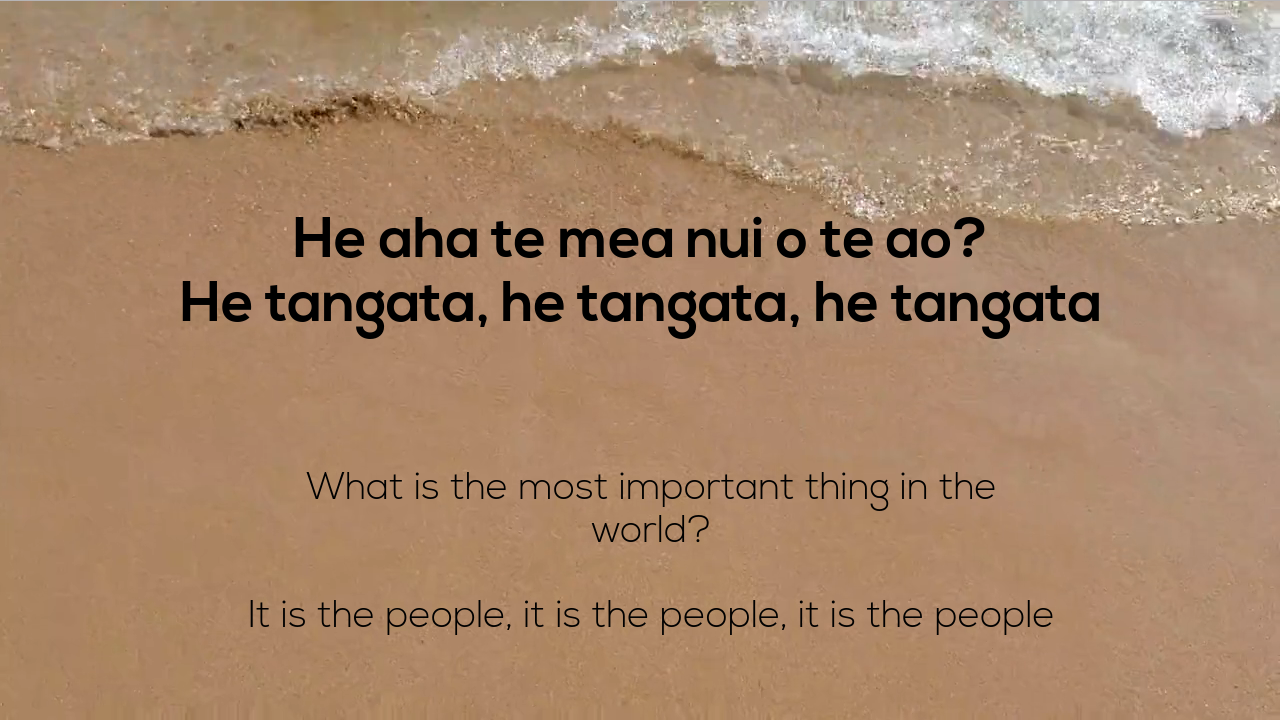 He aha te mea nui o te ao?
He tangata, he tangata, he tangata
What is the most important thing in the
world?
It is the people, it is the people, it is the people